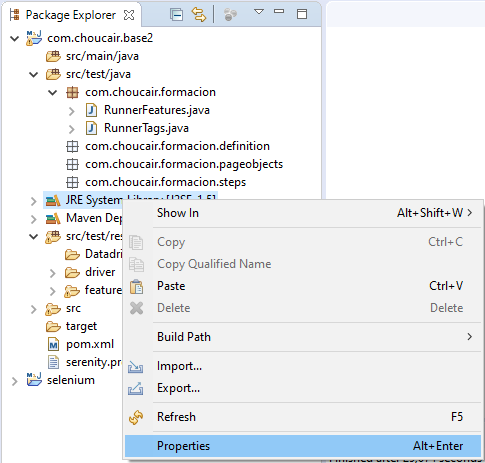 Package Explorer
com.choucair.base2
src/main/java
src/test/java
com.choucair.formacion
RunnerFeatures.java
RunnerTags.java
com.choucair.formacion.definition
com.choucair.formacion.pageobjects
com.choucair.formacion.steps
JRE System Library [J2SE-1.5]
Maven Dep
src/test/res
Datadri
driver
feature
src
target
pom.xml
serenity.pr
selenium
Show In Alt+Shift+W
Copy Ctrl+C
Copy Qualified Name
Paste Ctrl+V
Delete Delete
Build Path
Import...
Export...
Refresh F5
Properties Alt+Enter